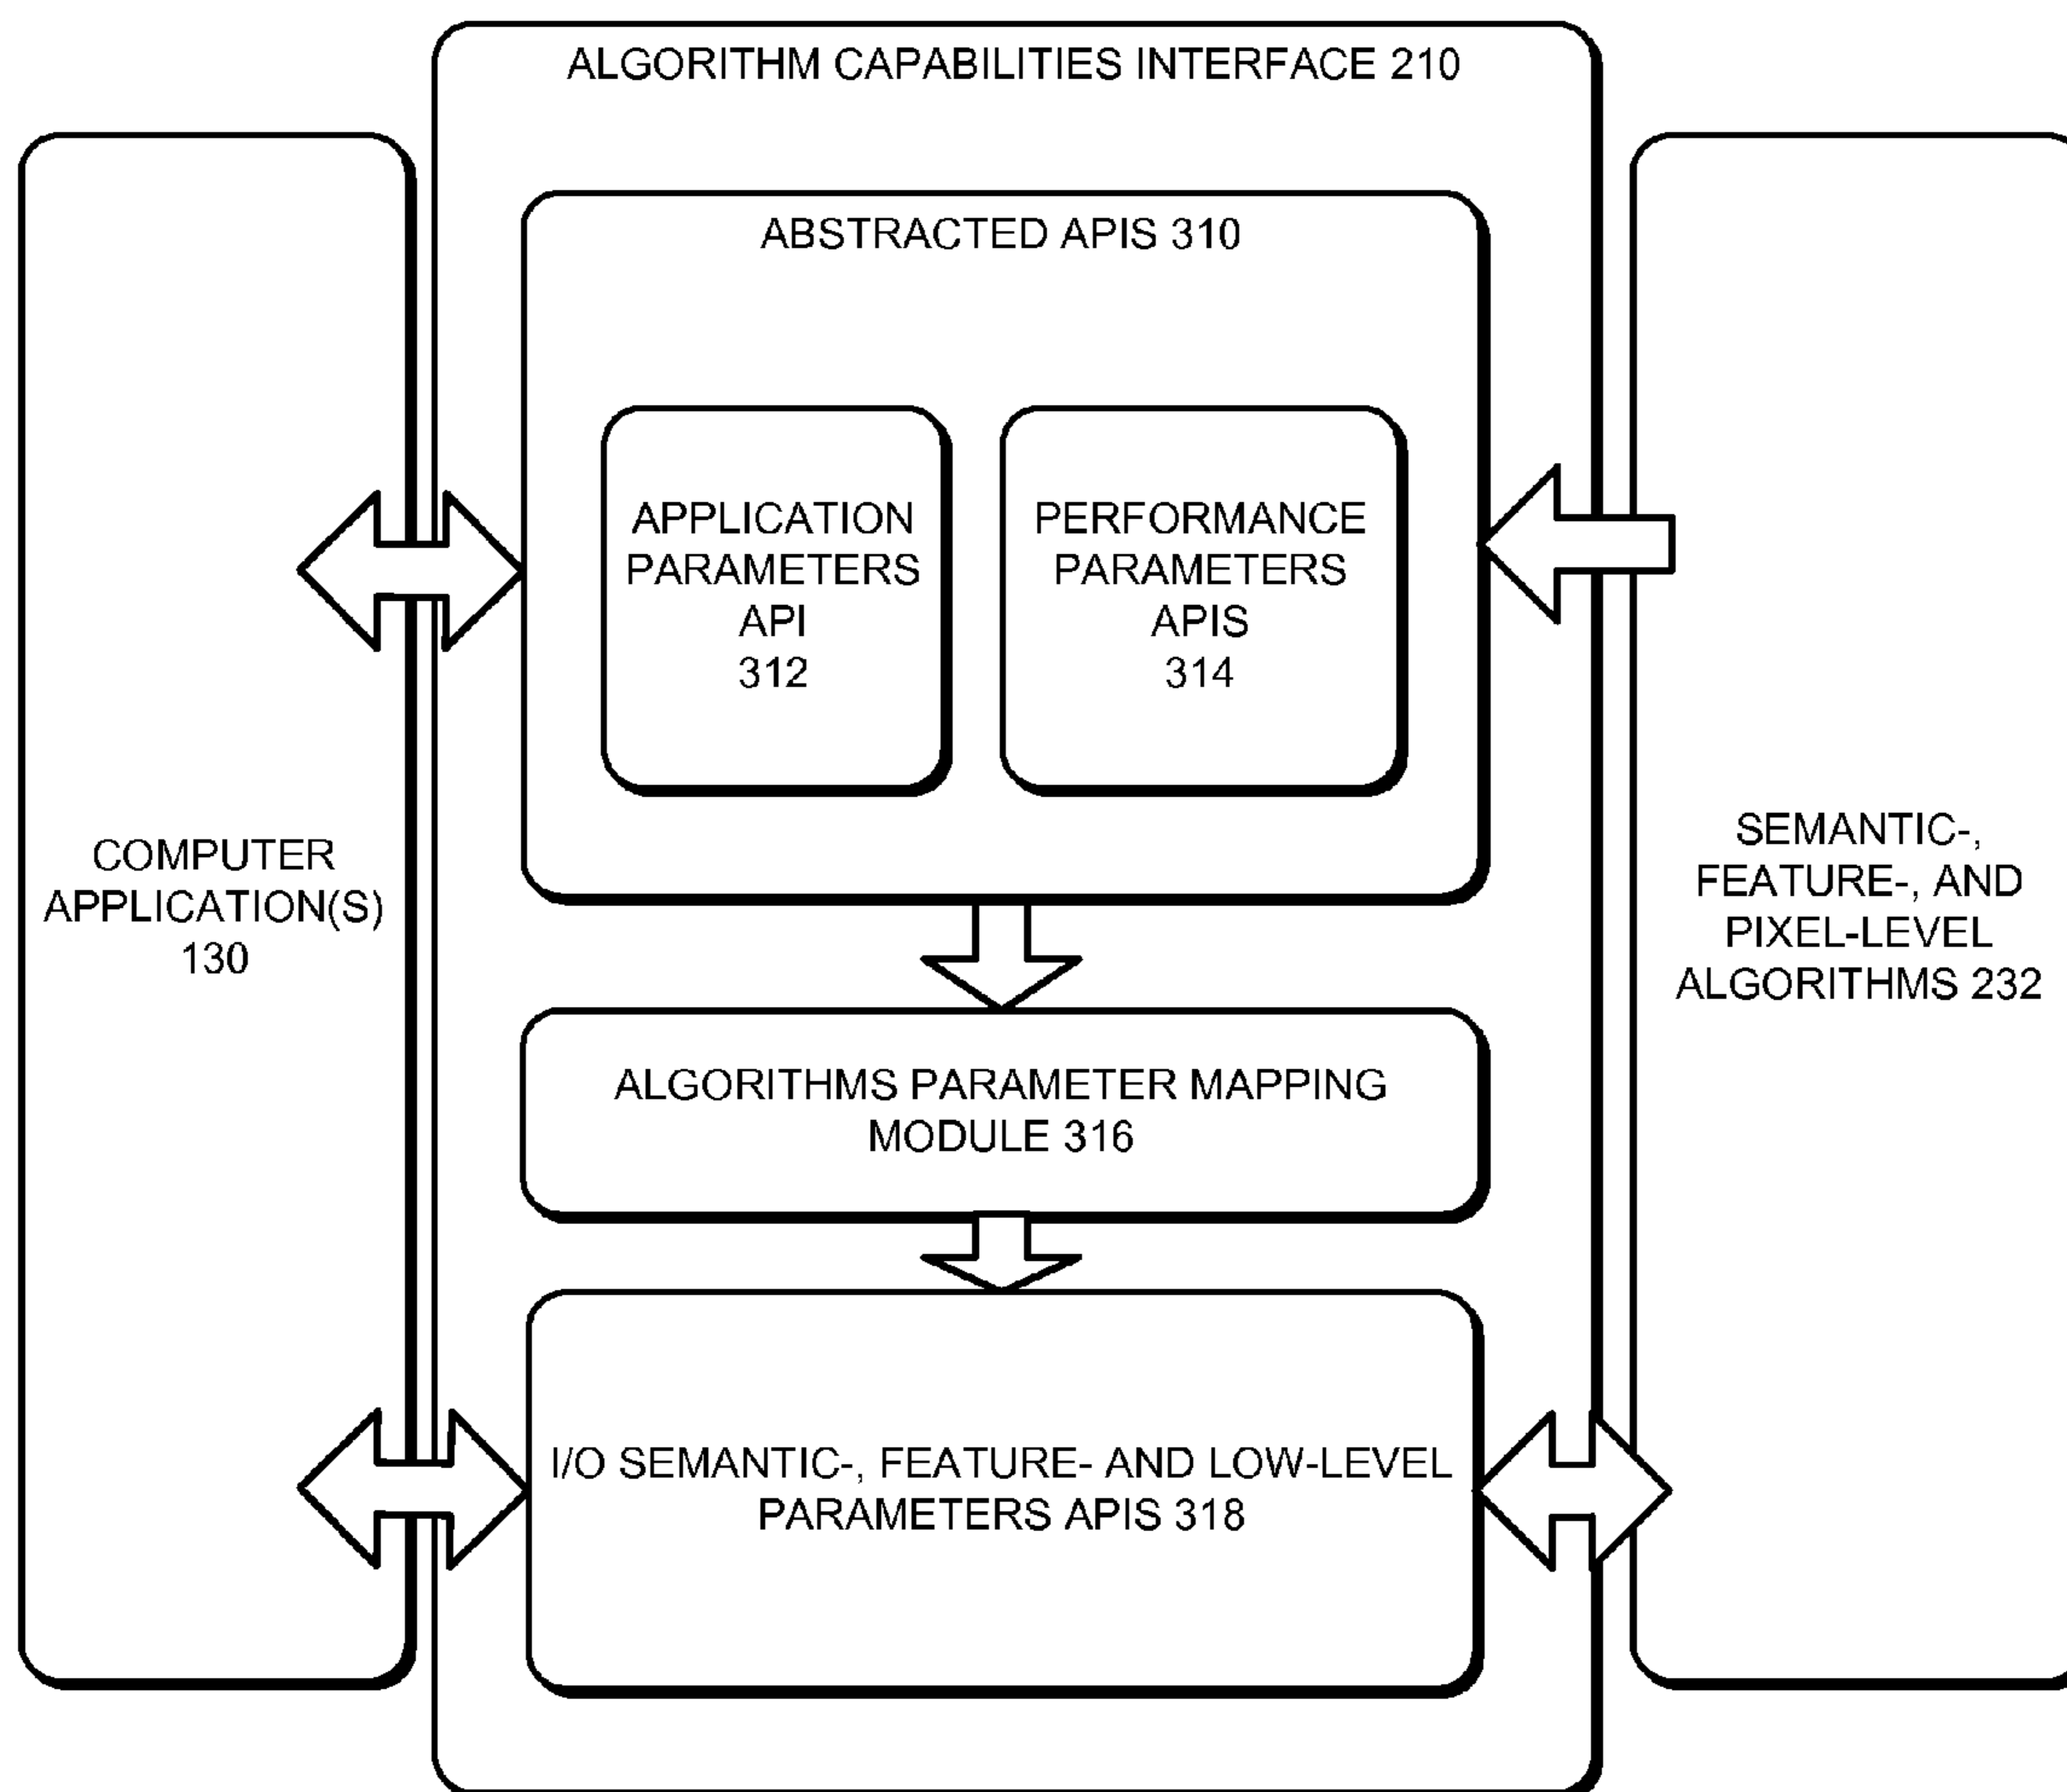 ALGORITHM CAPABILITIES INTERFACE 210
ABSTRACTED APIS 310
APPLICATION
PARAMETERS
API
312
PERFORMANCE
PARAMETERS
APIS
314
COMPUTER
APPLICATION(S)
130
SEMANTIC-,
FEATURE-, AND
PIXEL-LEVEL
ALGORITHMS 232
ALGORITHMS PARAMETER MAPPING
MODULE 316
I/O SEMANTIC-, FEATURE- AND LOW-LEVEL
PARAMETERS APIS 318